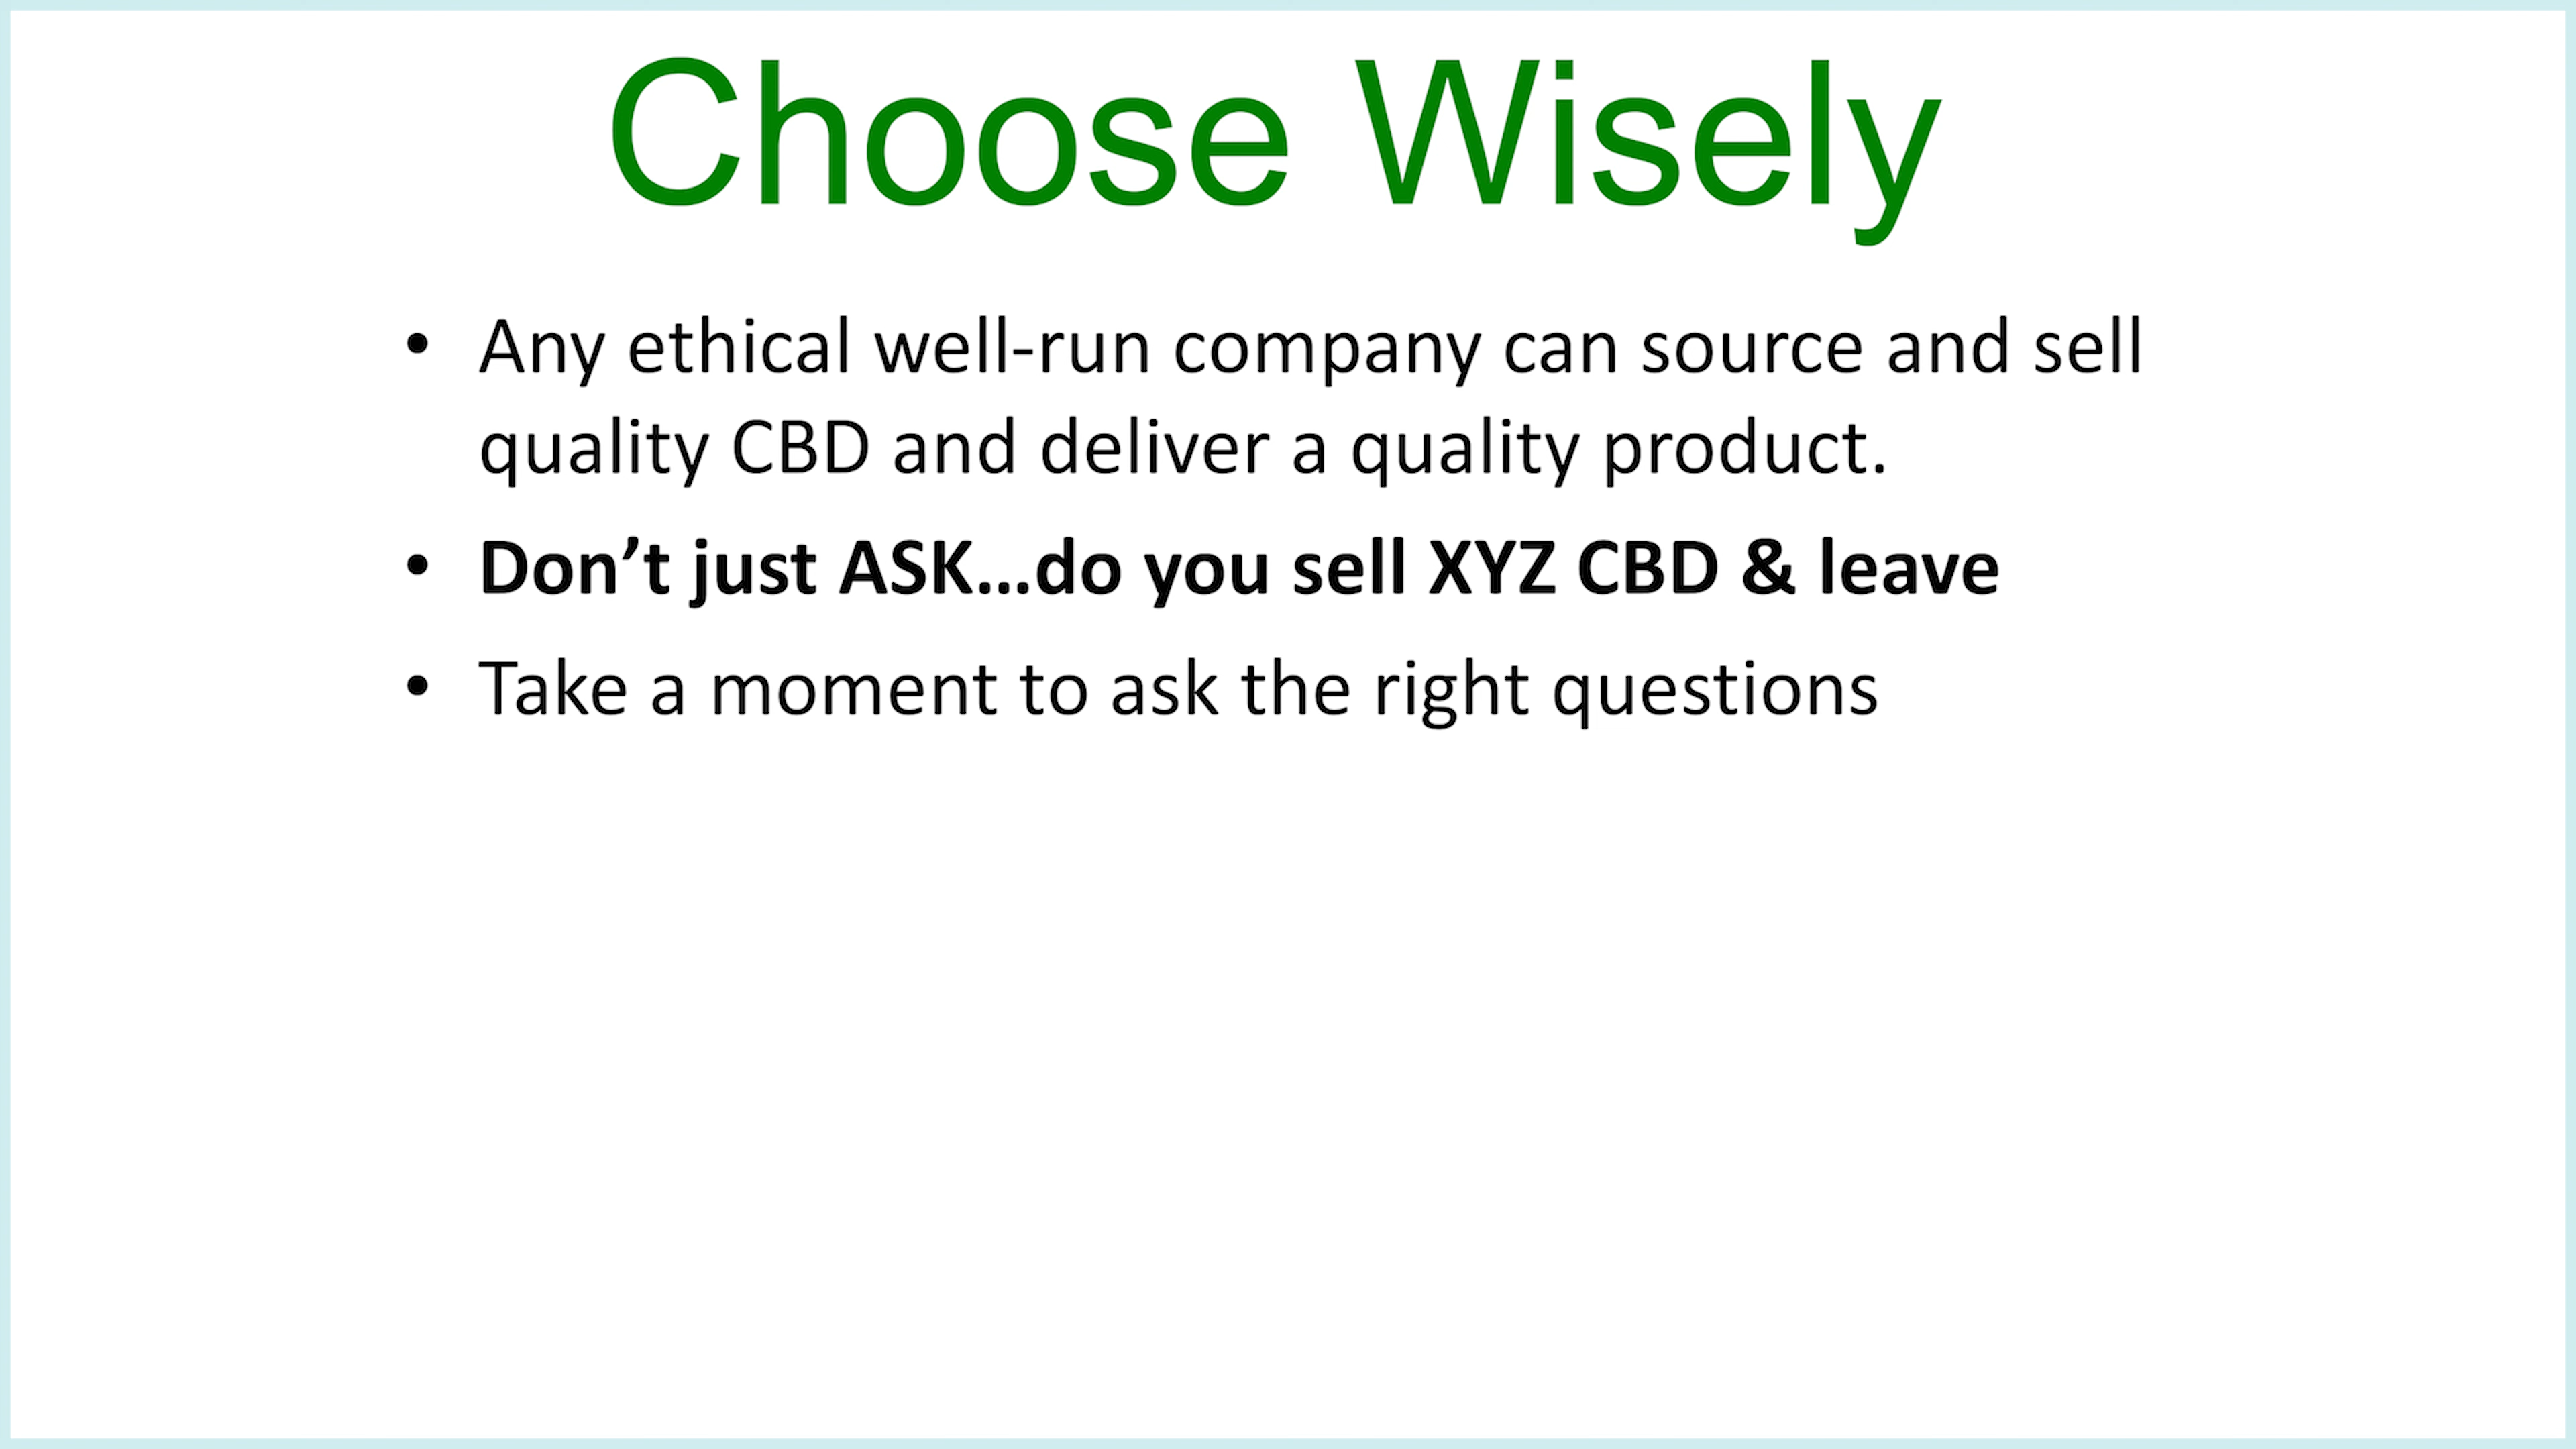 Choose Wisely
• Any ethical well-run company can source and sell
quality CBD and deliver a quality product.
• Don’t just ASK...do you sell XYZ CBD & leave
• Take a moment to ask the right questions